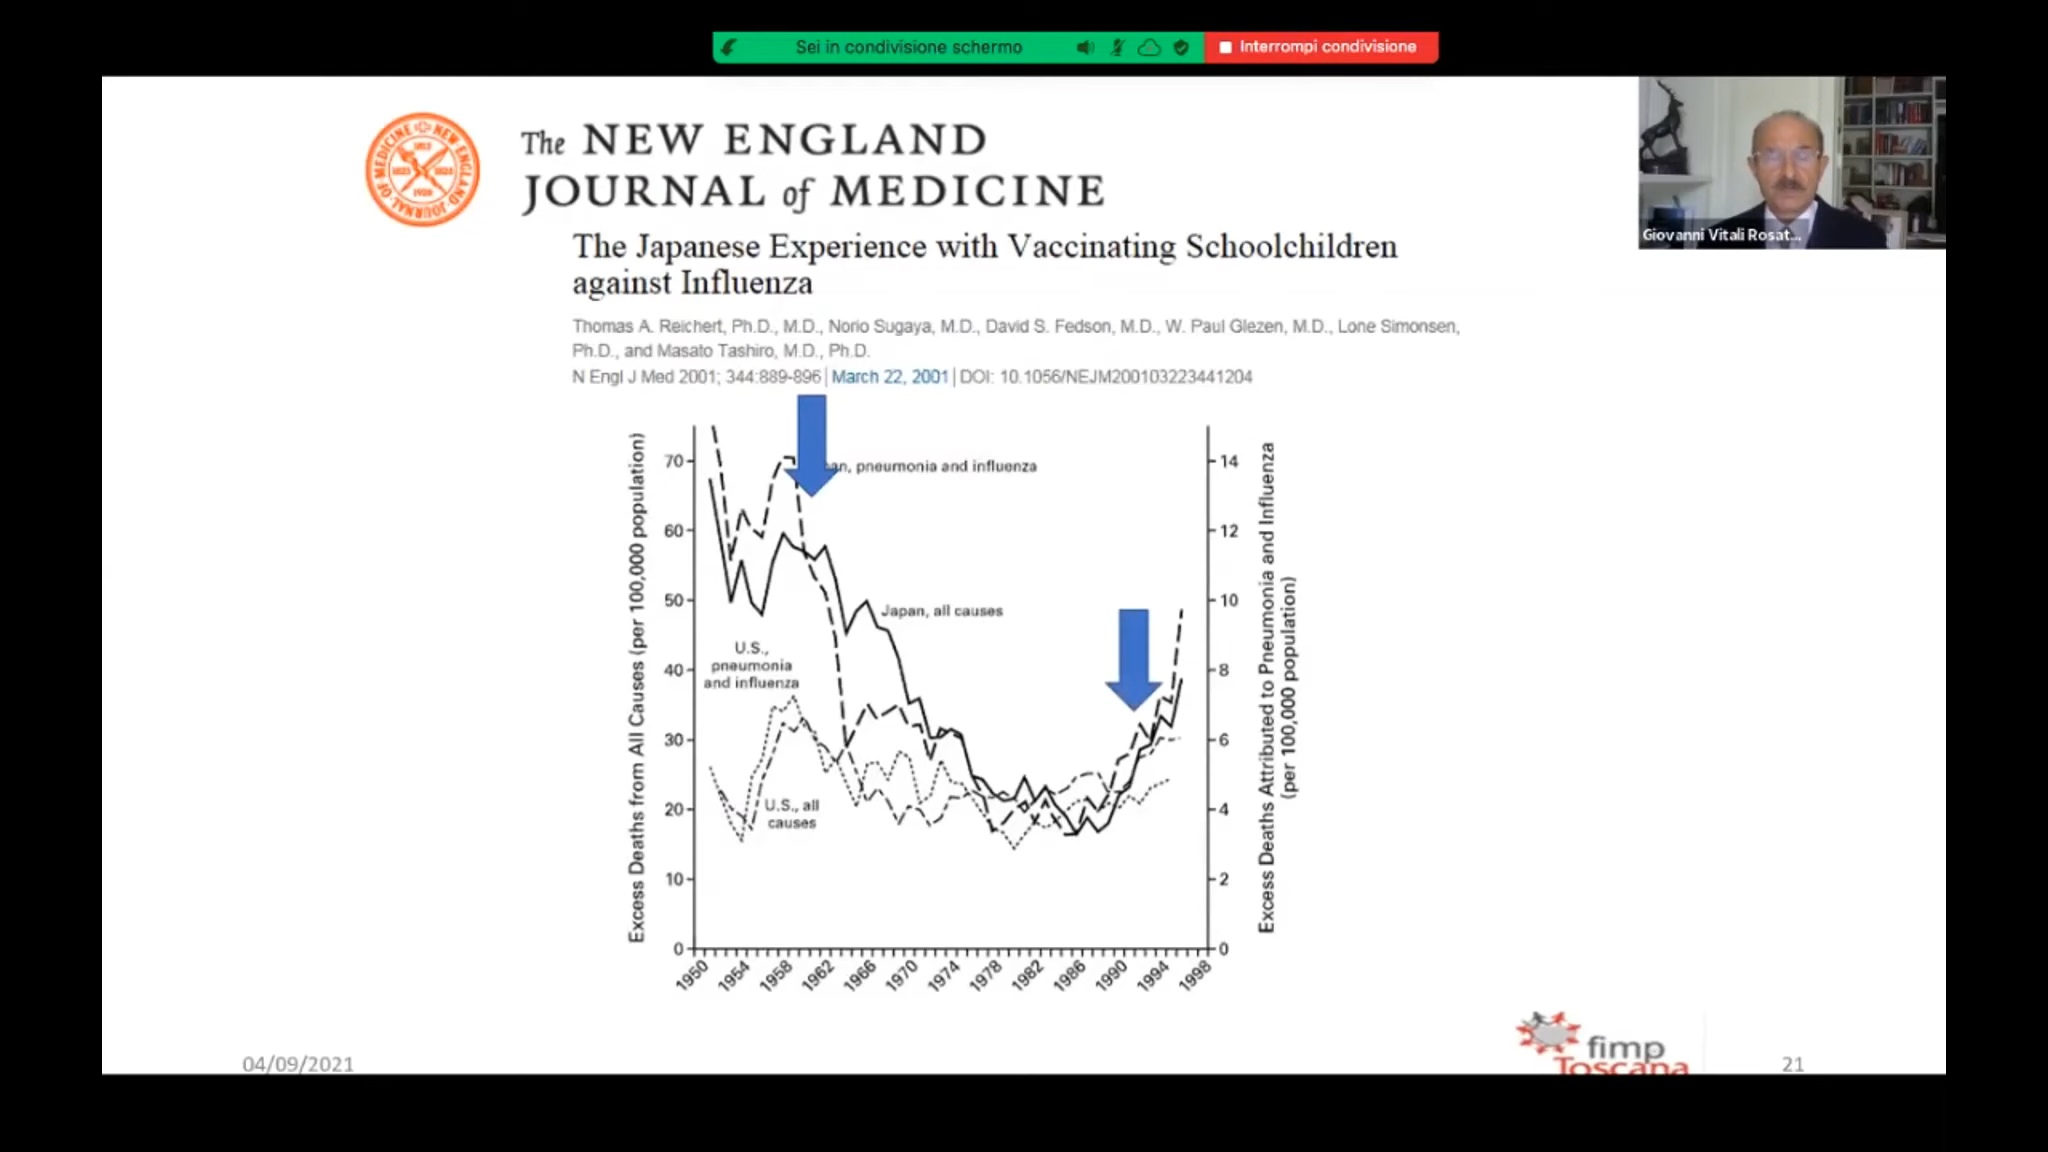 Sei in condivisione schermo
Interrompi condivisione
The NEW ENGLAND
JOURNAL of MEDICINE
The Japanese Experience with Vaccinating Schoolchildren
against Influenza
Thomas A. Reichert, Ph.D., M.D., Norio Sugaya, M.D., David S. Fedson, M.D., W. Paul Glezen, M.D., Lone Simonsen,
Ph.D., and Masato Tashiro, M.D., Ph.D.
N Engl J Med 2001; 344:889-896 | March 22, 2001 | DOI: 10.1056/NEJM200103223441204
Giovanni Vitali Rosat...
Excess Deaths from All Causes (per 100,000 population)
70
60
50
40
30
20
10
0
an, pneumonia and influenza
Japan, all causes
U.S.,
pneumonia
and influenza
U.S., all
causes
14
12
10
8
6
4
2
0
Excess Deaths Attributed to Pneumonia and Influenza
(per 100,000 population)
1950 1954 1958 1962 1966 1970 1974 1978 1982 1986 1990 1994 1998
04/09/2021
fimp
Toscana
21